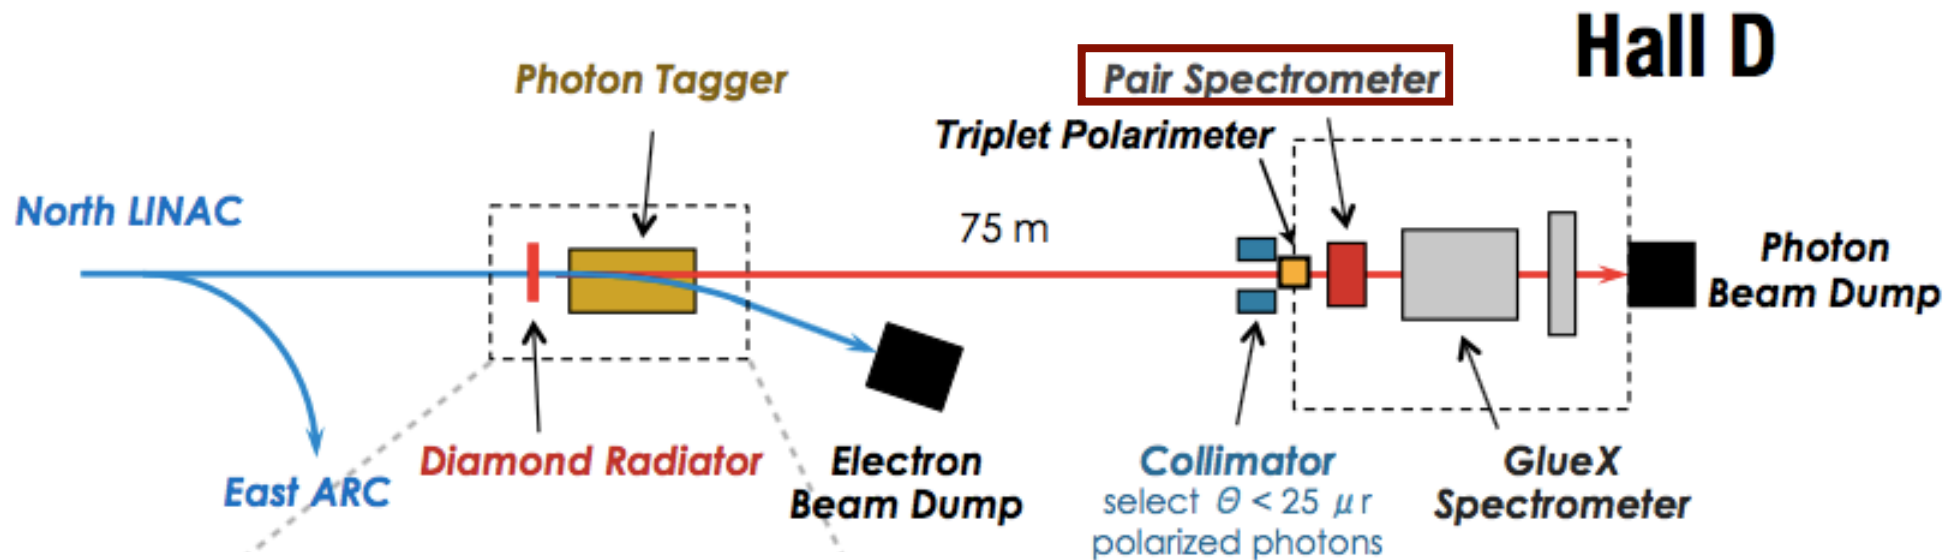 Hall D
Photon Tagger
Pair Spectrometer
Triplet Polarimeter
North LINAC
75 m
Photon
Beam Dump
Diamond Radiator
Electron
Beam Dump
Collimator
select Θ < 25 μ r
polarized photons
GlueX
Spectrometer
East ARC